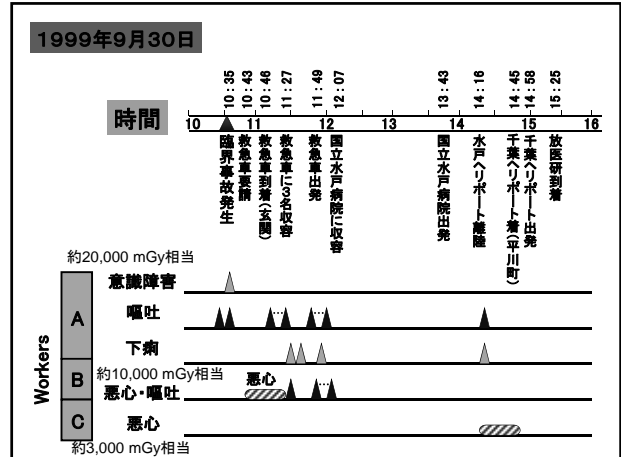 1999年9月30日
10：35
10：43
10：46
11：27
11：49
12：07
13：43
14：16
14：45
14：58
15：25
時間
10 11 12 13 14 15 16
臨界事故発生
救急車要請
救急車到着(玄関)
救急車に3名収容
救急車出発
国立水戸病院に収容
国立水戸病院出発
水戸ヘリポート離陸
千葉ヘリポート着(平川町)
千葉ヘリポート出発
放医研到着
約20,000 mGy相当
Workers
A
意識障害
嘔吐
下痢
B
約10,000 mGy相当
悪心・嘔吐
悪心
C
悪心
約3,000 mGy相当